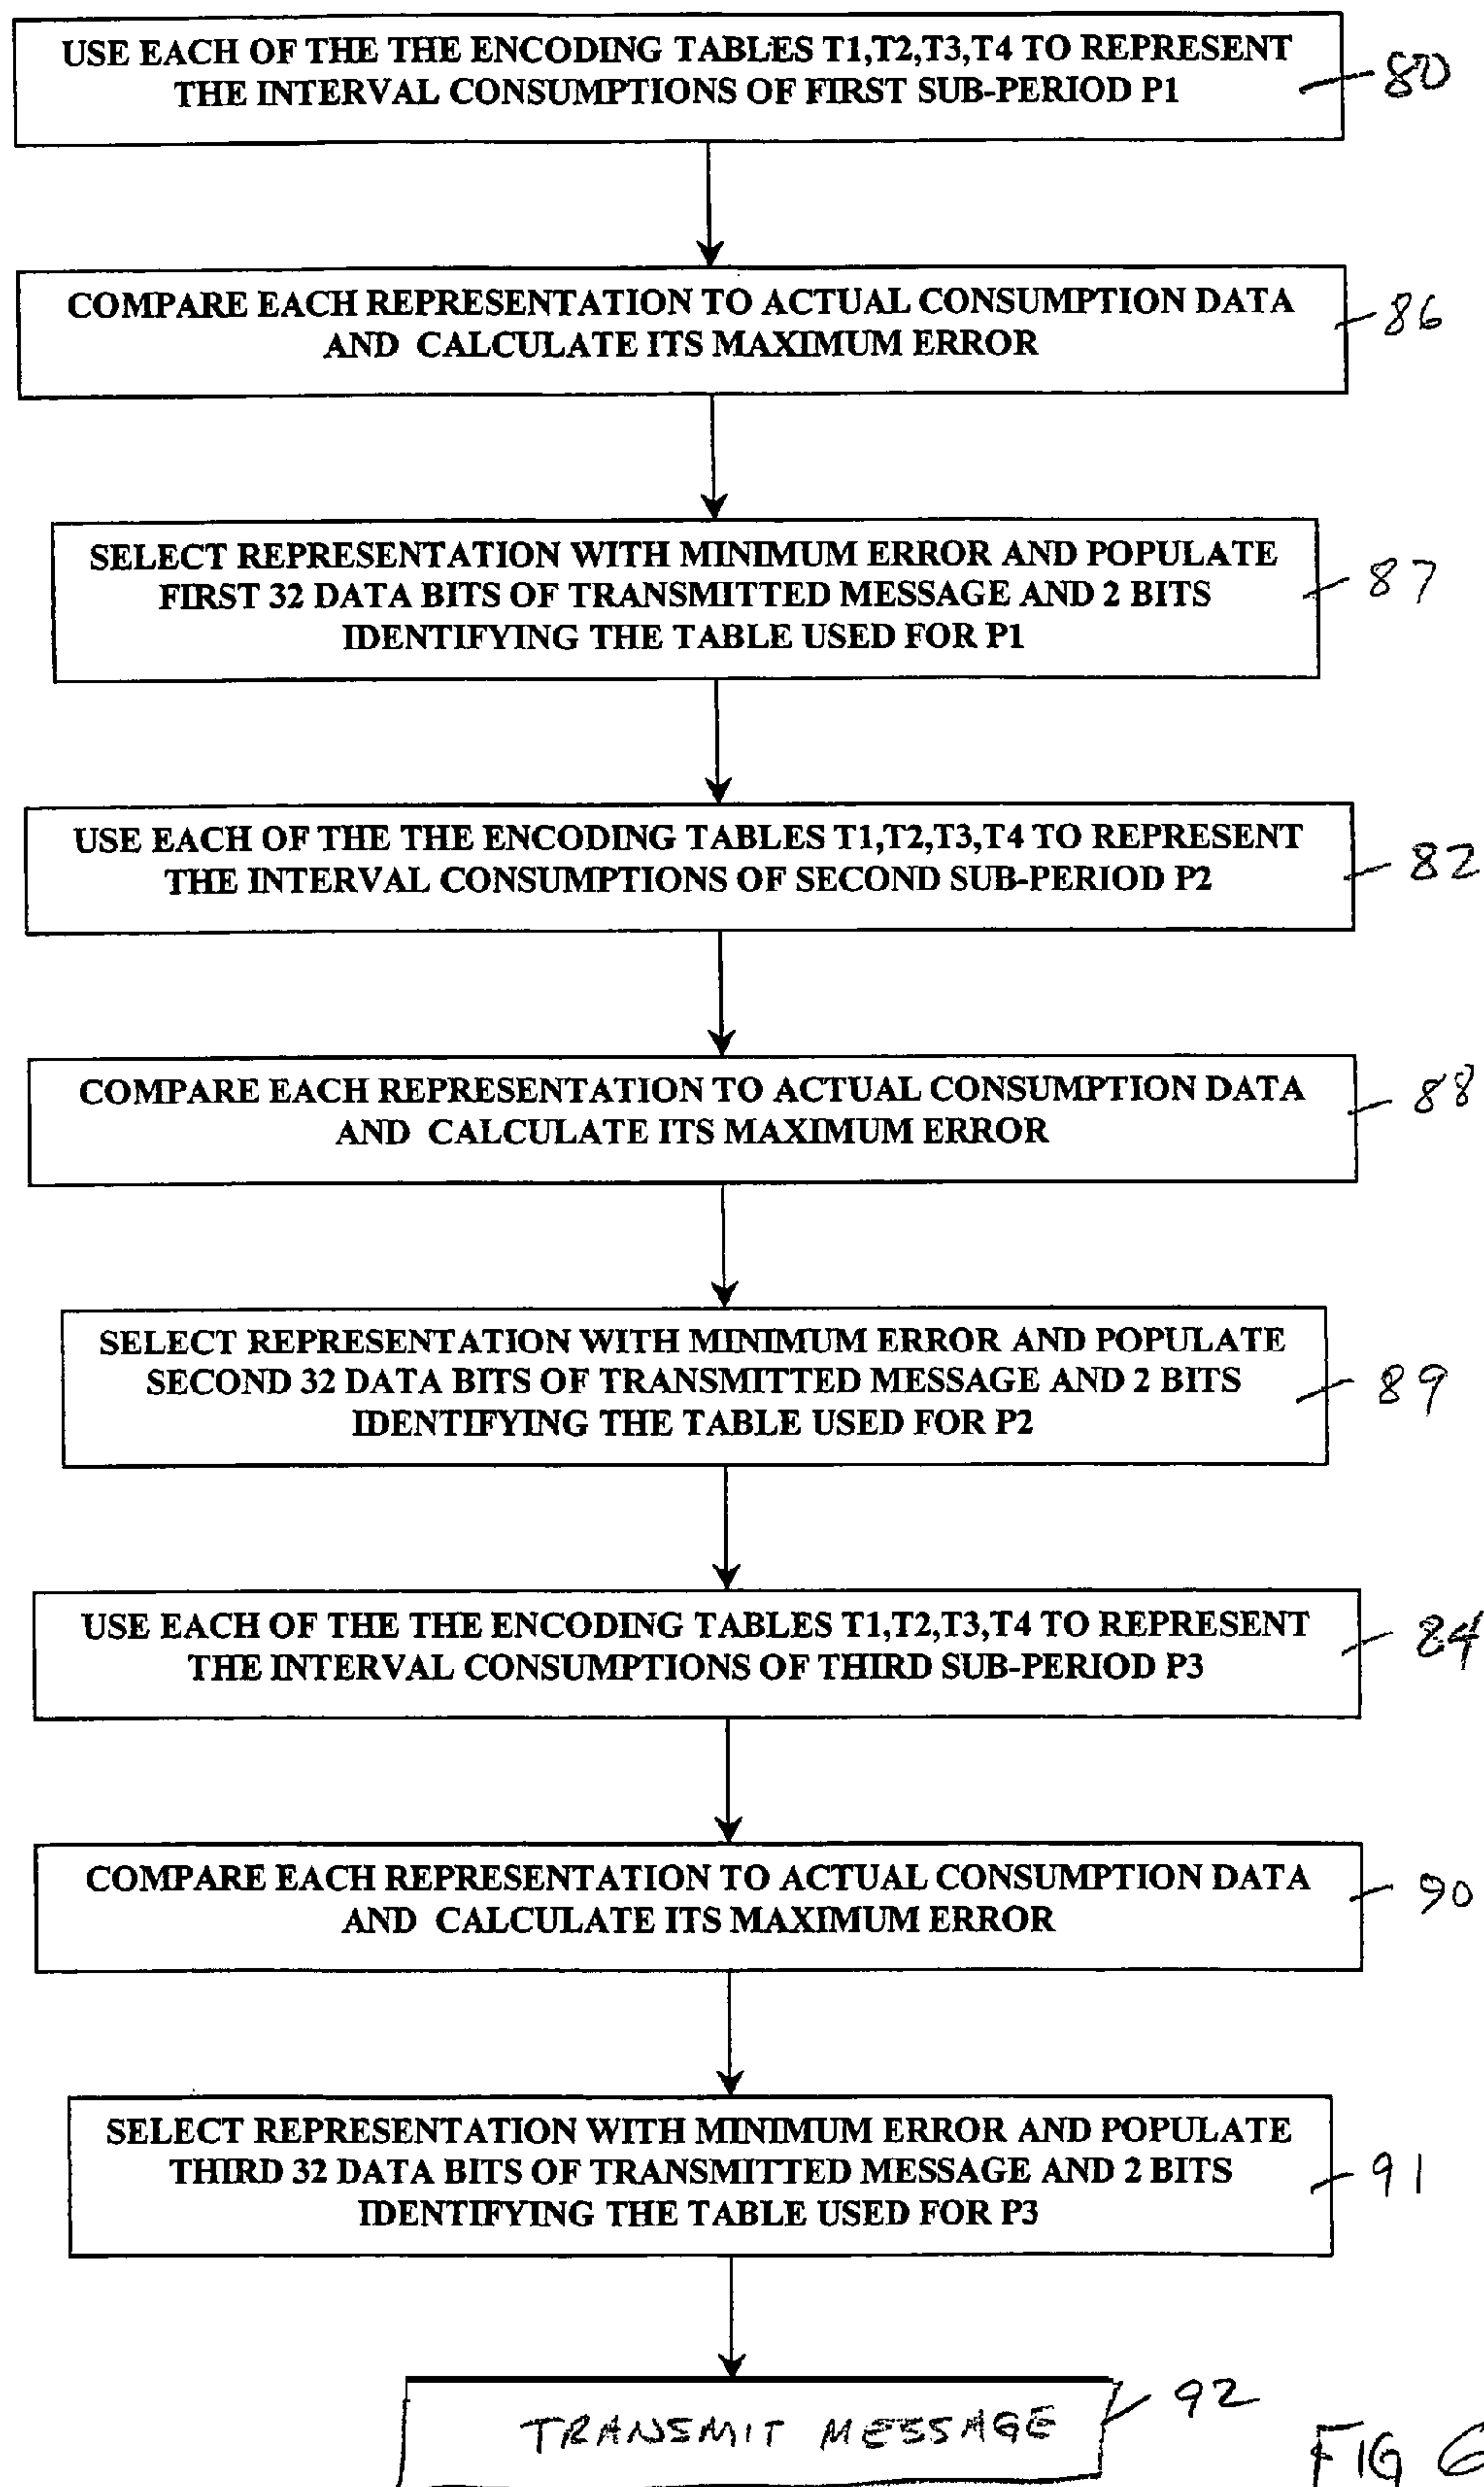 USE EACH OF THE THE ENCODING TABLES T1,T2,T3,T4 TO REPRESENT
THE INTERVAL CONSUMPTIONS OF FIRST SUB-PERIOD P1
80
COMPARE EACH REPRESENTATION TO ACTUAL CONSUMPTION DATA
AND CALCULATE ITS MAXIMUM ERROR
86
SELECT REPRESENTATION WITH MINIMUM ERROR AND POPULATE
FIRST 32 DATA BITS OF TRANSMITTED MESSAGE AND 2 BITS
IDENTIFYING THE TABLE USED FOR P1
87
USE EACH OF THE THE ENCODING TABLES T1,T2,T3,T4 TO REPRESENT
THE INTERVAL CONSUMPTIONS OF SECOND SUB-PERIOD P2
82
COMPARE EACH REPRESENTATION TO ACTUAL CONSUMPTION DATA
AND CALCULATE ITS MAXIMUM ERROR
88
SELECT REPRESENTATION WITH MINIMUM ERROR AND POPULATE
SECOND 32 DATA BITS OF TRANSMITTED MESSAGE AND 2 BITS
IDENTIFYING THE TABLE USED FOR P2
89
USE EACH OF THE THE ENCODING TABLES T1,T2,T3,T4 TO REPRESENT
THE INTERVAL CONSUMPTIONS OF THIRD SUB-PERIOD P3
84
COMPARE EACH REPRESENTATION TO ACTUAL CONSUMPTION DATA
AND CALCULATE ITS MAXIMUM ERROR
90
SELECT REPRESENTATION WITH MINIMUM ERROR AND POPULATE
THIRD 32 DATA BITS OF TRANSMITTED MESSAGE AND 2 BITS
IDENTIFYING THE TABLE USED FOR P3
91
TRANSMIT MESSAGE
92
FIG 6